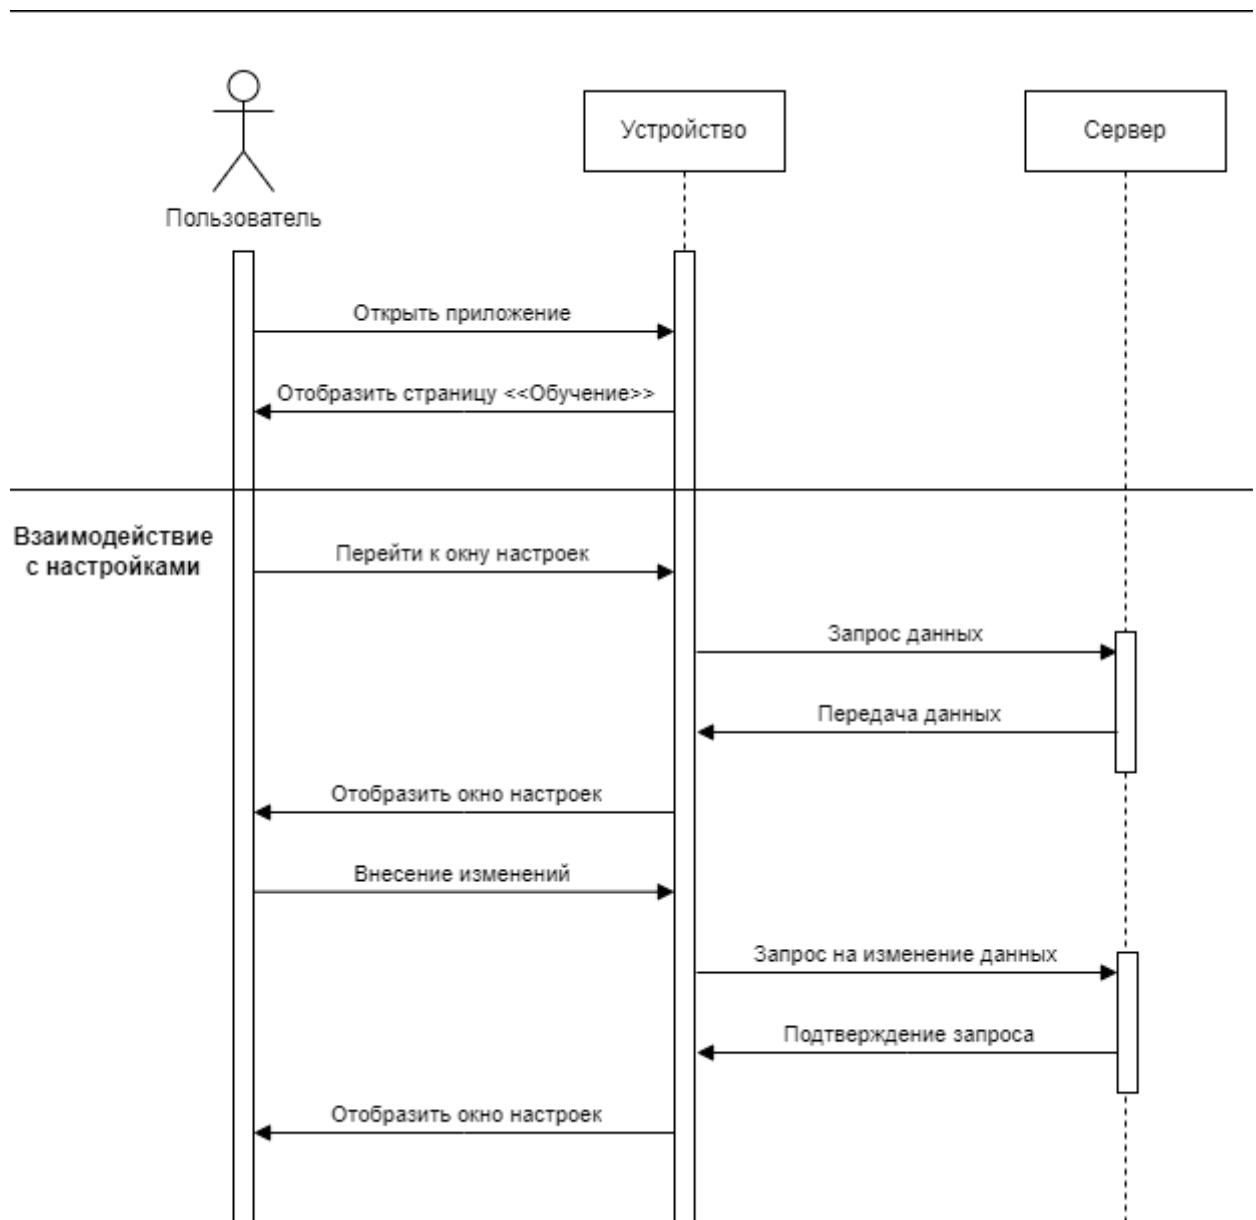 Пользователь
Устройство
Сервер
Открыть приложение
Отобразить страницу <<Обучение>>
Взаимодействие
с настройками
Перейти к окну настроек
Запрос данных
Передача данных
Отобразить окно настроек
Внесение изменений
Запрос на изменение данных
Подтверждение запроса
Отобразить окно настроек